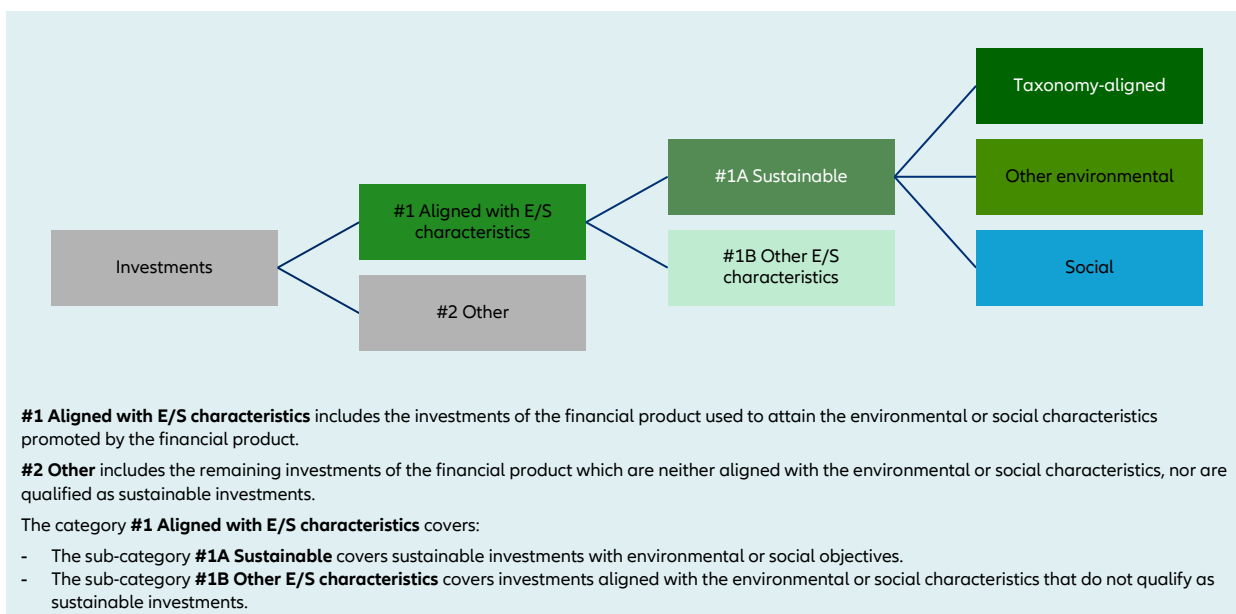 Taxonomy-aligned
#1A Sustainable
Other environmental
#1 Aligned with E/S
characteristics
#1B Other E/S
characteristics
Investments
Social
#2 Other
#1 Aligned with E/S characteristics includes the investments of the financial product used to attain the environmental or social characteristics
promoted by the financial product.
#2 Other includes the remaining investments of the financial product which are neither aligned with the environmental or social characteristics, nor are
qualified as sustainable investments.
The category #1 Aligned with E/S characteristics covers:
- The sub-category #1A Sustainable covers sustainable investments with environmental or social objectives.
- The sub-category #1B Other E/S characteristics covers investments aligned with the environmental or social characteristics that do not qualify as
sustainable investments.